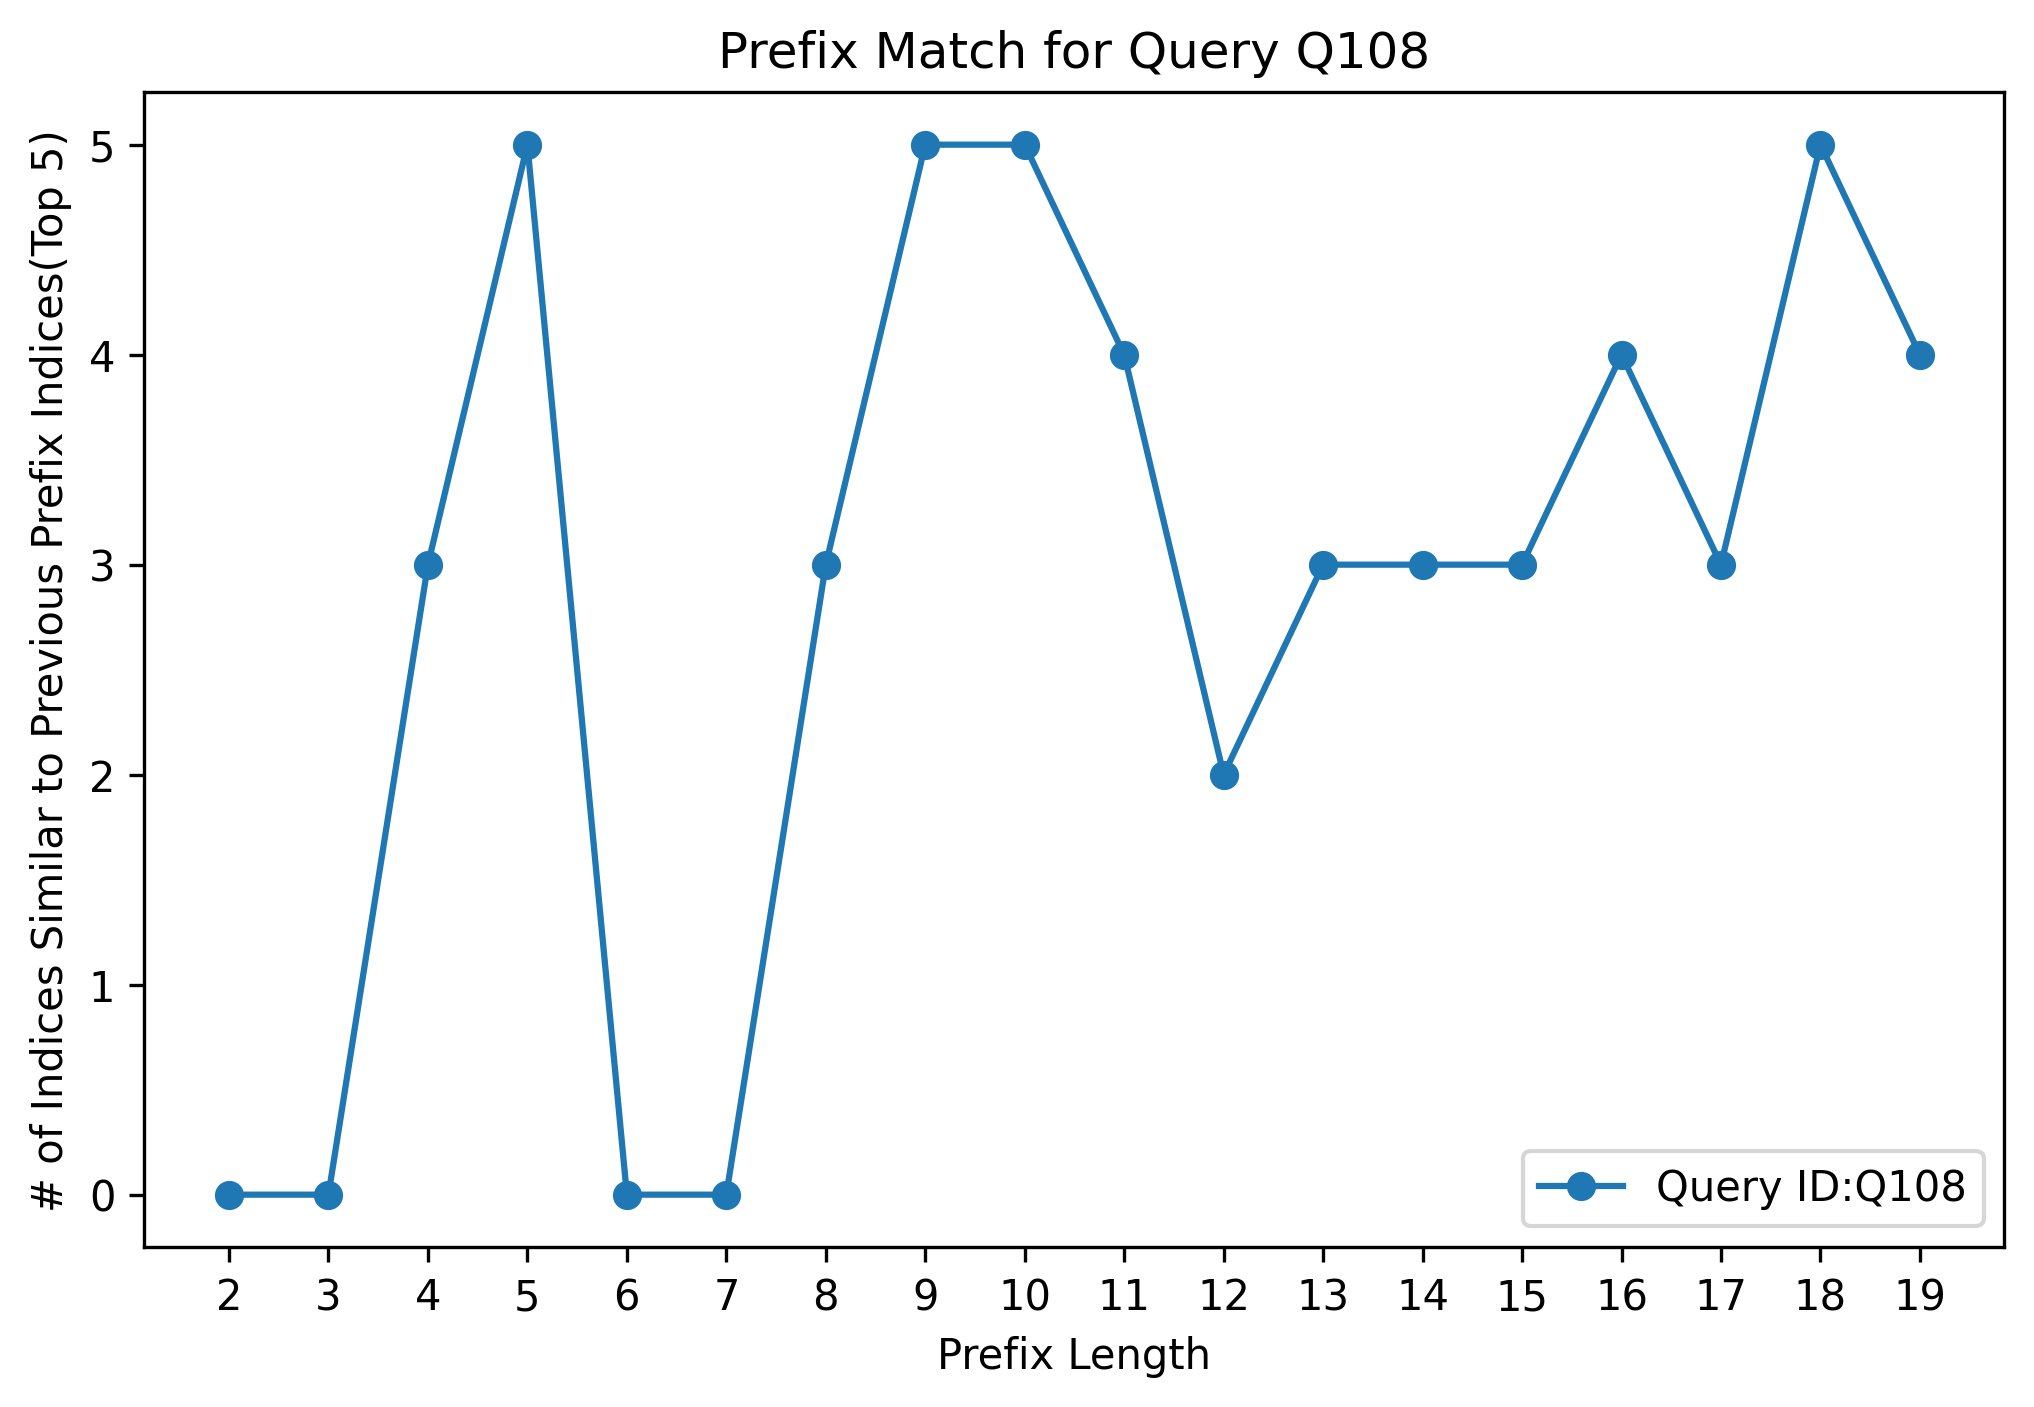 Prefix Match for Query Q108
# of Indices Similar to Previous Prefix Indices(Top 5)
5
4
3
2
1
0
Query ID:Q108
2 3 4 5 6 7 8 9 10 11 12 13 14 15 16 17 18 19
Prefix Length